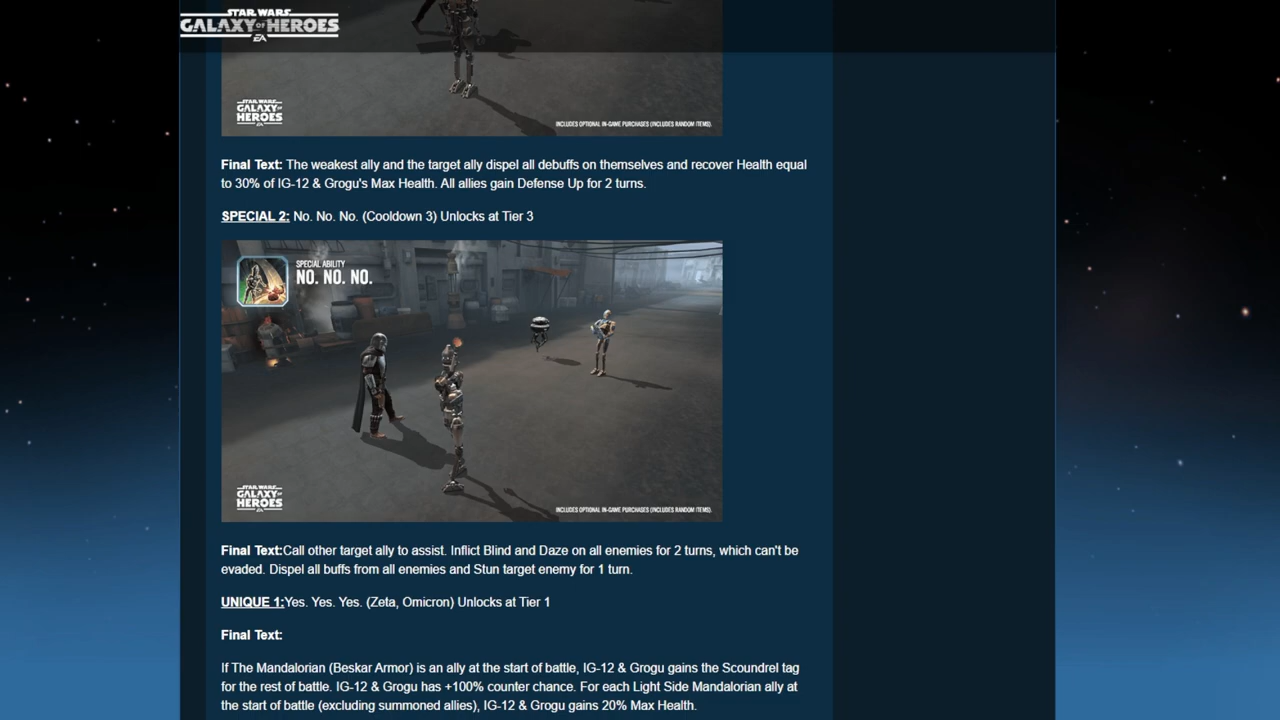 STAR WARS
GALAXY OF HEROES
EA
STAR WARS
GALAXY OF
HEROES
EA
INCLUDES OPTIONAL IN-GAME PURCHASES (INCLUDES RANDOM ITEMS).
Final Text: The weakest ally and the target ally dispel all debuffs on themselves and recover Health equal
to 30% of IG-12 & Grogu's Max Health. All allies gain Defense Up for 2 turns.
SPECIAL 2: No. No. No. (Cooldown 3) Unlocks at Tier 3
SPECIAL ABILITY
NO. NO. NO.
STAR WARS
GALAXY OF
HEROES
EA
INCLUDES OPTIONAL IN-GAME PURCHASES (INCLUDES RANDOM ITEMS).
Final Text:Call other target ally to assist. Inflict Blind and Daze on all enemies for 2 turns, which can't be
evaded. Dispel all buffs from all enemies and Stun target enemy for 1 turn.
UNIQUE 1:Yes. Yes. Yes. (Zeta, Omicron) Unlocks at Tier 1
Final Text:
If The Mandalorian (Beskar Armor) is an ally at the start of battle, IG-12 & Grogu gains the Scoundrel tag
for the rest of battle. IG-12 & Grogu has +100% counter chance. For each Light Side Mandalorian ally at
the start of battle (excluding summoned allies), IG-12 & Grogu gains 20% Max Health.